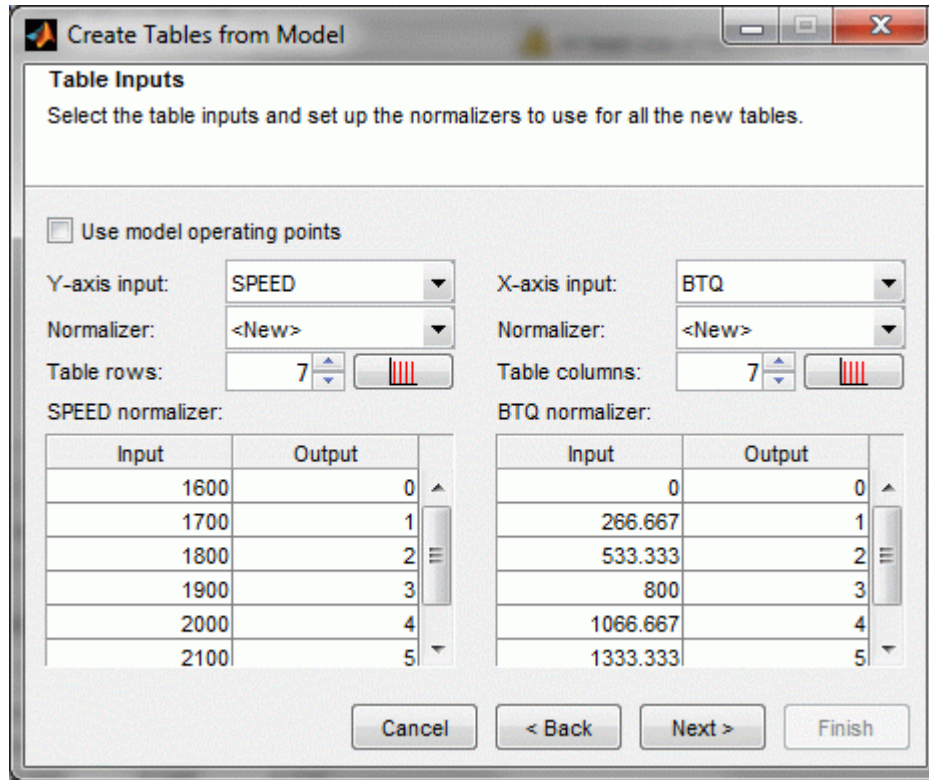 Create Tables from Model
Table Inputs
Select the table inputs and set up the normalizers to use for all the new tables.
Use model operating points
Y-axis input: SPEED X-axis input: BTQ
Normalizer: <New> Normalizer: <New>
Table rows: 7 Table columns: 7
SPEED normalizer: BTQ normalizer:
Input Output Input Output
1600 0 0 0
1700 1 266.667 1
1800 2 533.333 2
1900 3 800 3
2000 4 1066.667 4
2100 5 1333.333 5
Cancel < Back Next > Finish